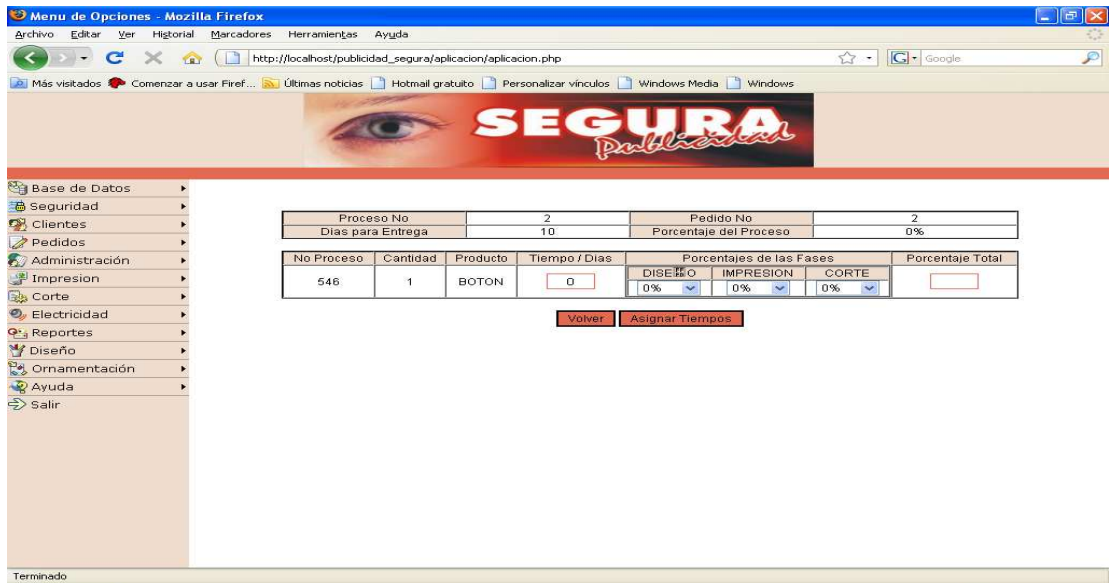 Menu de Opciones - Mozilla Firefox
Archivo Editar Ver Historial Marcadores Herramientas Ayuda
http://localhost/publicidad_segura/aplicacion/aplicacion.php
Google
Más visitados Comenzar a usar Firef... Últimas noticias Hotmail gratuito Personalizar vínculos Windows Media Windows
SEGURA
Publicidad
Base de Datos
Seguridad
Clientes
Pedidos
Administración
Impresion
Corte
Electricidad
Reportes
Diseño
Ornamentación
Ayuda
Salir
Proceso No 2 Pedido No 2
Dias para Entrega 10 Porcentaje del Proceso 0%
No Proceso Cantidad Producto Tiempo / Dias Porcentajes de las Fases Porcentaje Total
DISE�O IMPRESION CORTE
546 1 BOTON 0 0% 0% 0%
Volver Asignar Tiempos
Terminado